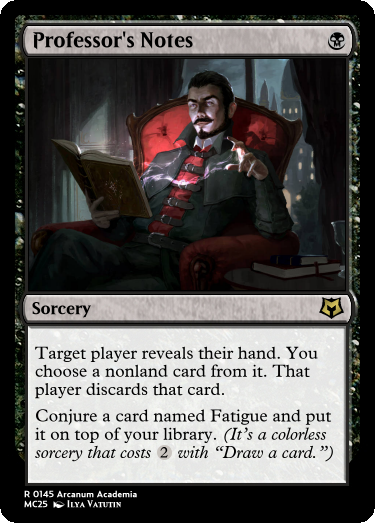 Professor's Notes
Sorcery
Target player reveals their hand. You
choose a nonland card from it. That
player discards that card.
Conjure a card named Fatigue and put
it on top of your library. (It's a colorless
sorcery that costs 2 with “Draw a card.”)
R 0145 Arcanum Academia
MC25 Ilya Vatutin